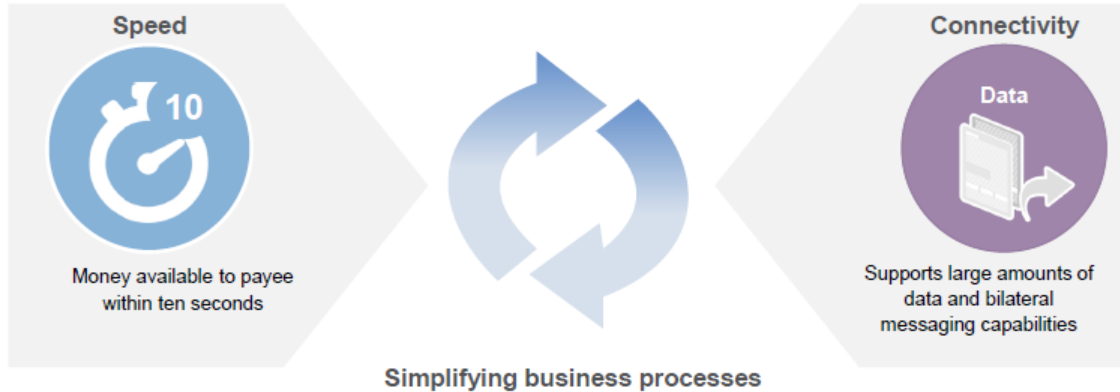 Speed
10
Money available to payee
within ten seconds
Connectivity
Data
Supports large amounts of
data and bilateral
messaging capabilities
Simplifying business processes